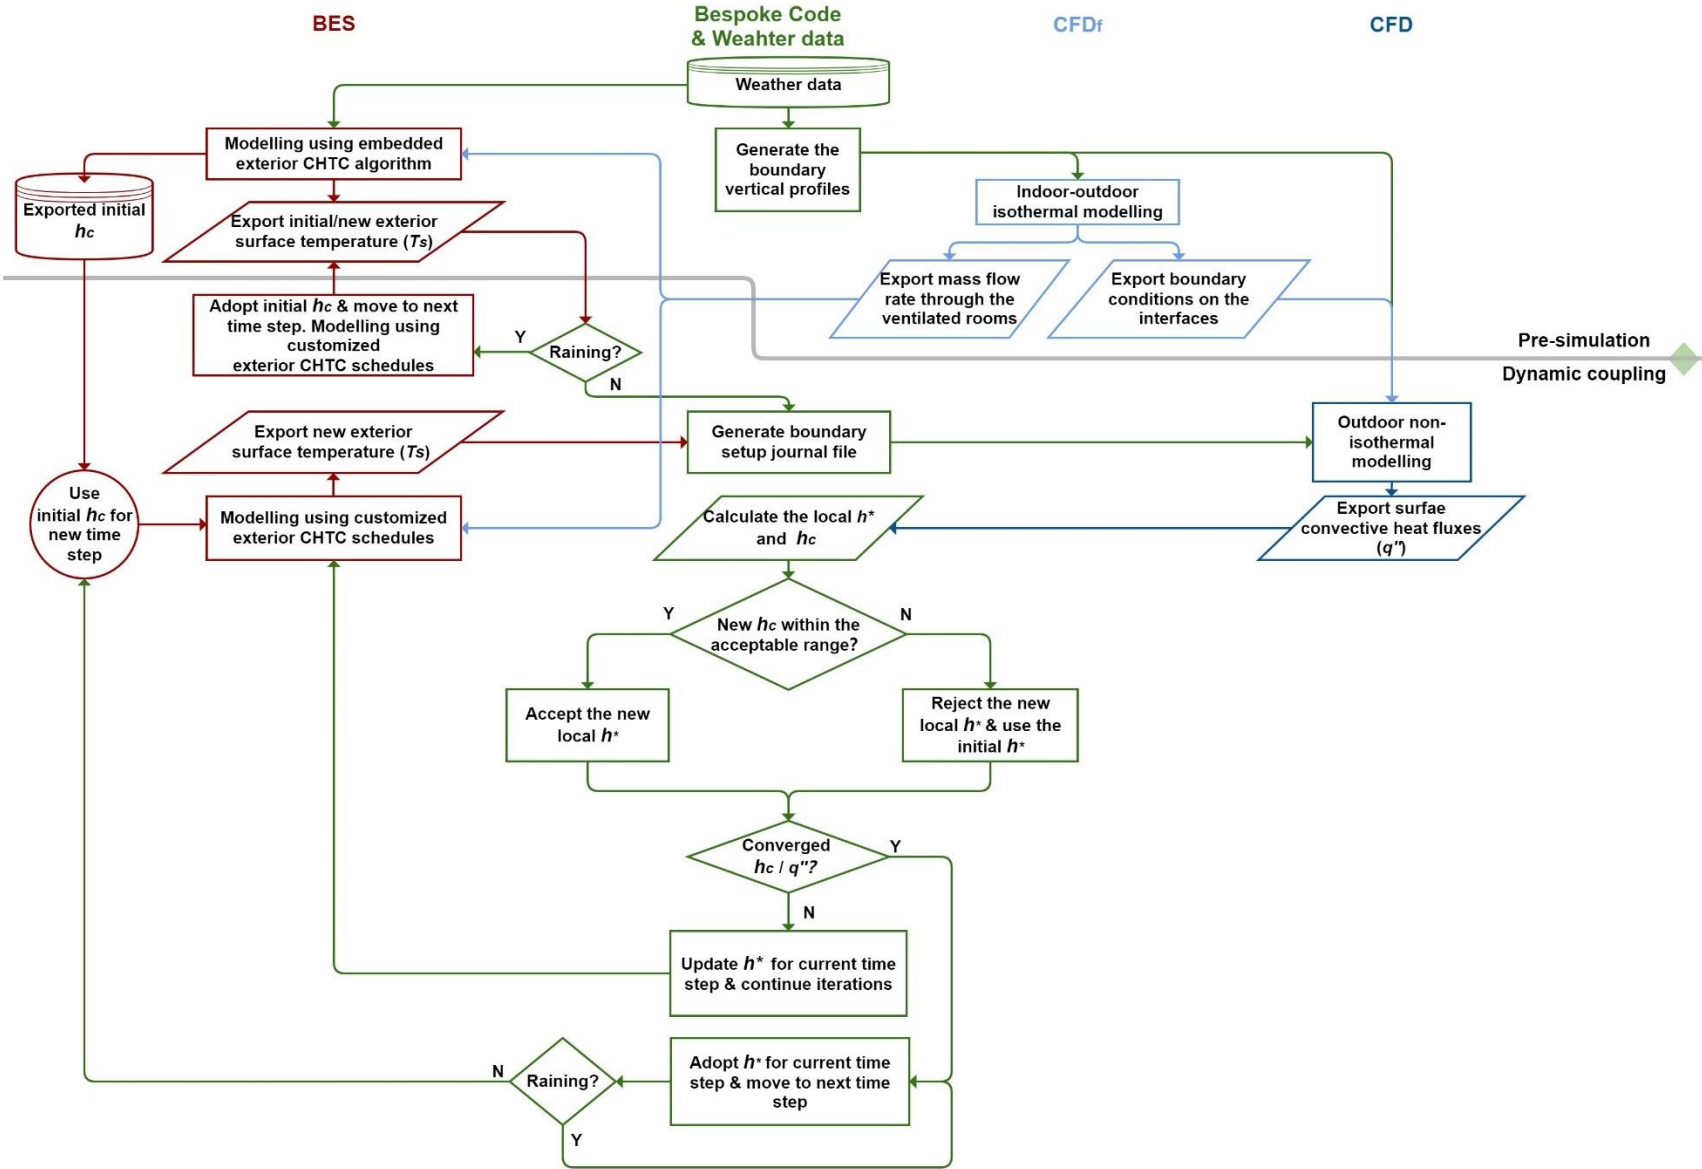 BES
Bespoke Code
& Weahter data
CFDf
CFD
Weather data
Modelling using embedded
exterior CHTC algorithm
Generate the
boundary
vertical profiles
Indoor-outdoor
isothermal modelling
Exported initial
hc
Export initial/new exterior
surface temperature (Ts)
Export mass flow
rate through the
ventilated rooms
Export boundary
conditions on the
interfaces
Adopt initial hc & move to next
time step. Modelling using
customized
exterior CHTC schedules
Y
Raining?
N
Pre-simulation
Dynamic coupling
Export new exterior
surface temperature (Ts)
Generate boundary
setup journal file
Outdoor non-
isothermal
modelling
Use
initial hc for
new time
step
Modelling using customized
exterior CHTC schedules
Calculate the local h*
and hc
Export surfae
convective heat fluxes
(q")
Y
New hc within the
acceptable range?
N
Accept the new
local h*
Reject the new
local h* & use the
initial h*
Converged
hc / q"?
Y
N
Update h* for current time
step & continue iterations
N
Raining?
Adopt h* for current time
step & move to next time
step
Y